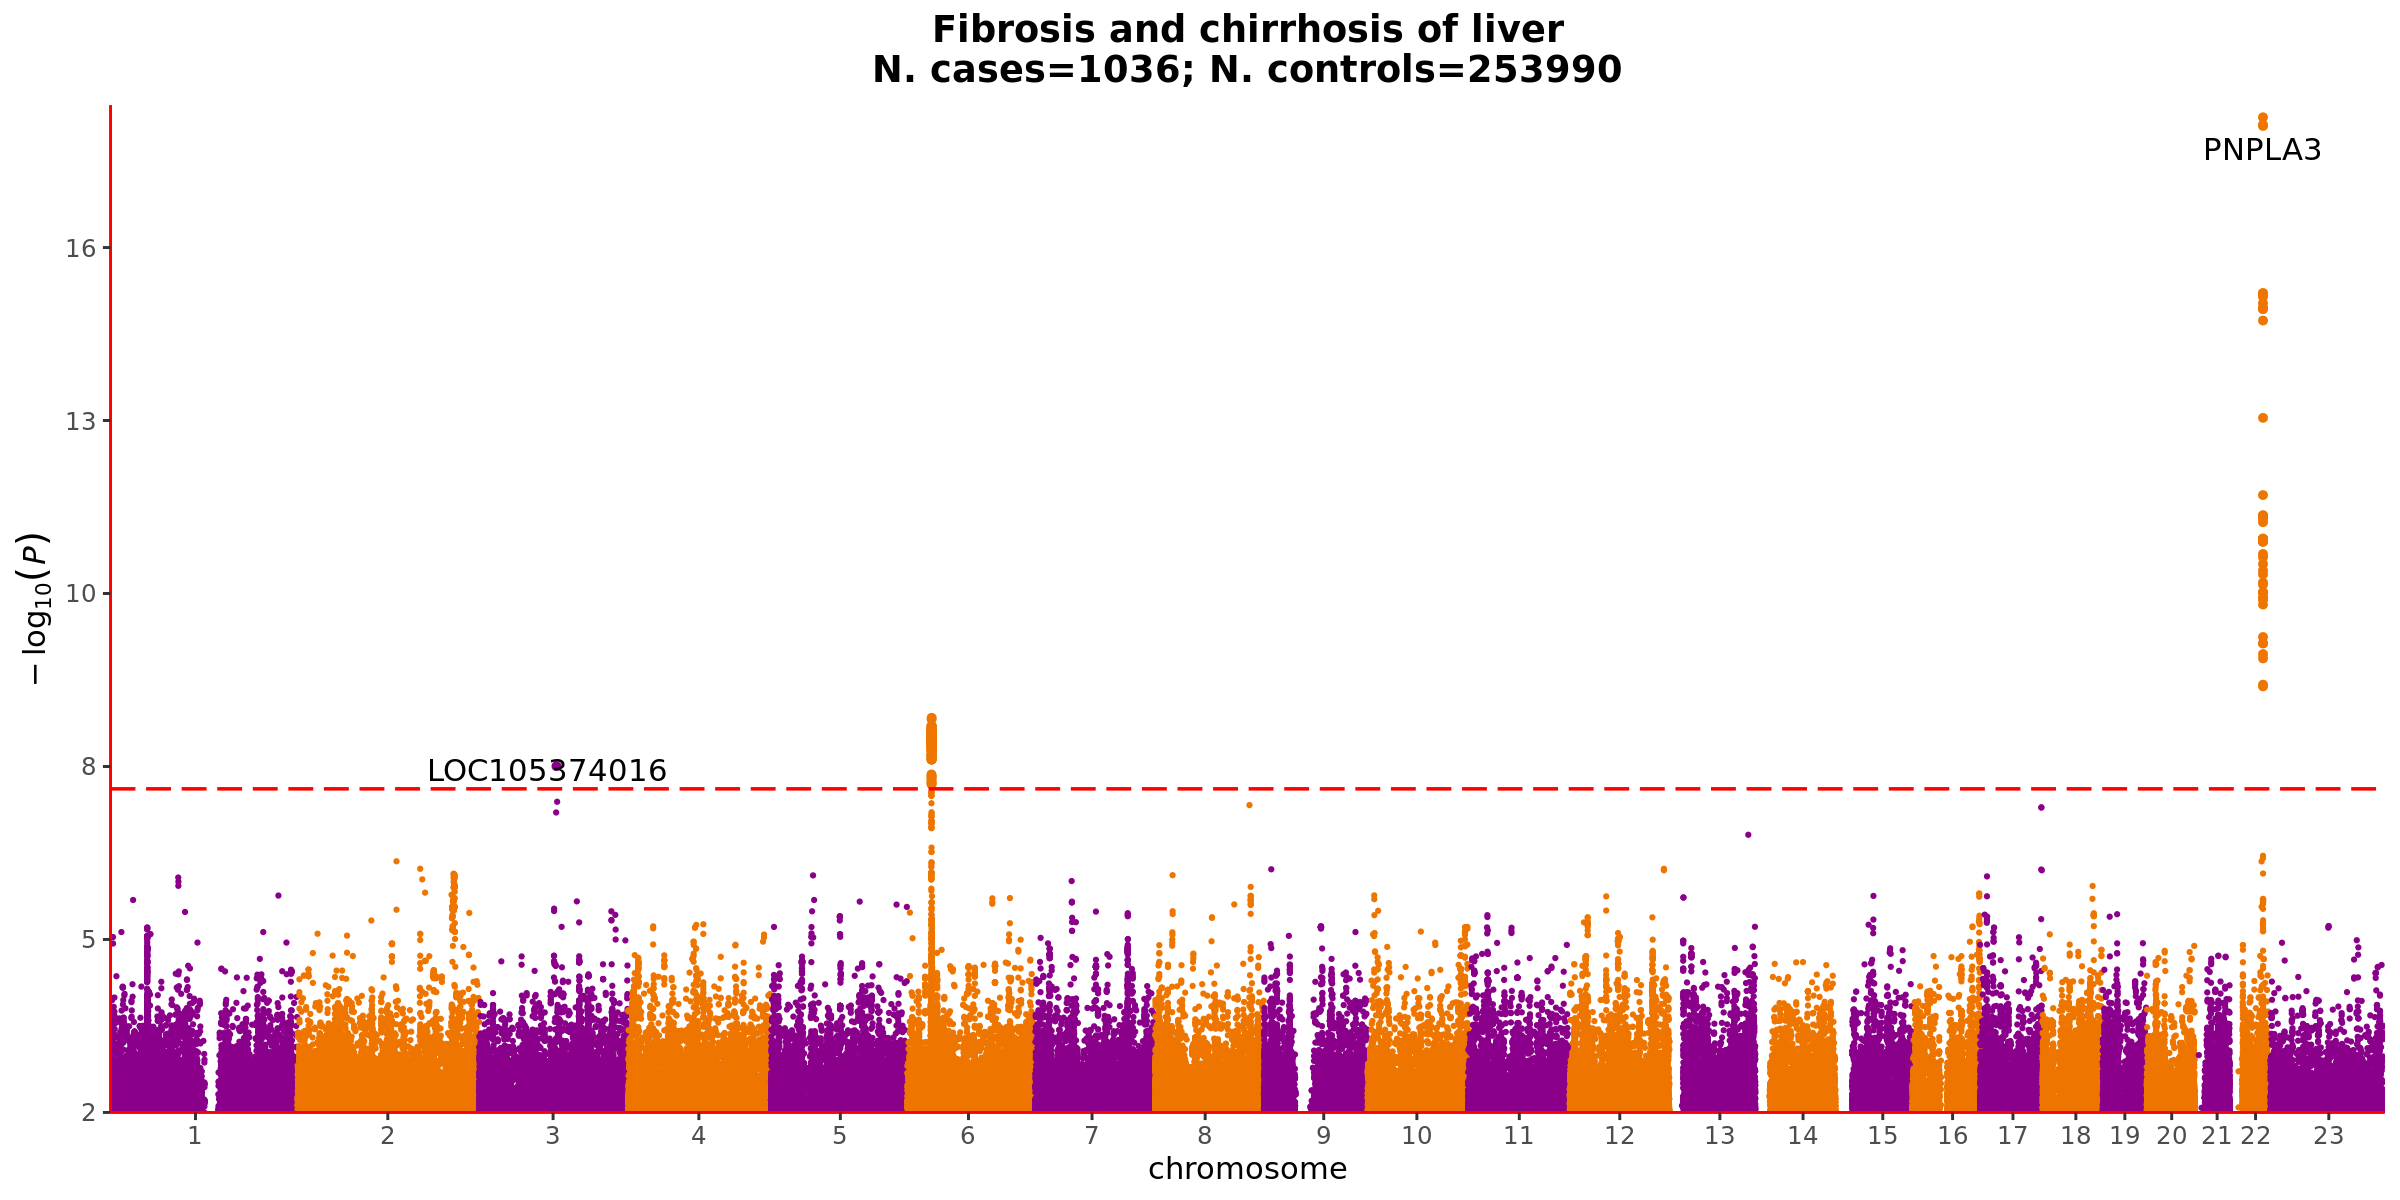 Fibrosis and chirrhosis of liver
N. cases=1036; N. controls=253990
PNPLA3
16
13
10
8
5
2
−log10(P)
LOC105374016
1 2 3 4 5 6 7 8 9 10 11 12 13 14 15 16 17 18 19 20 21 22 23
chromosome